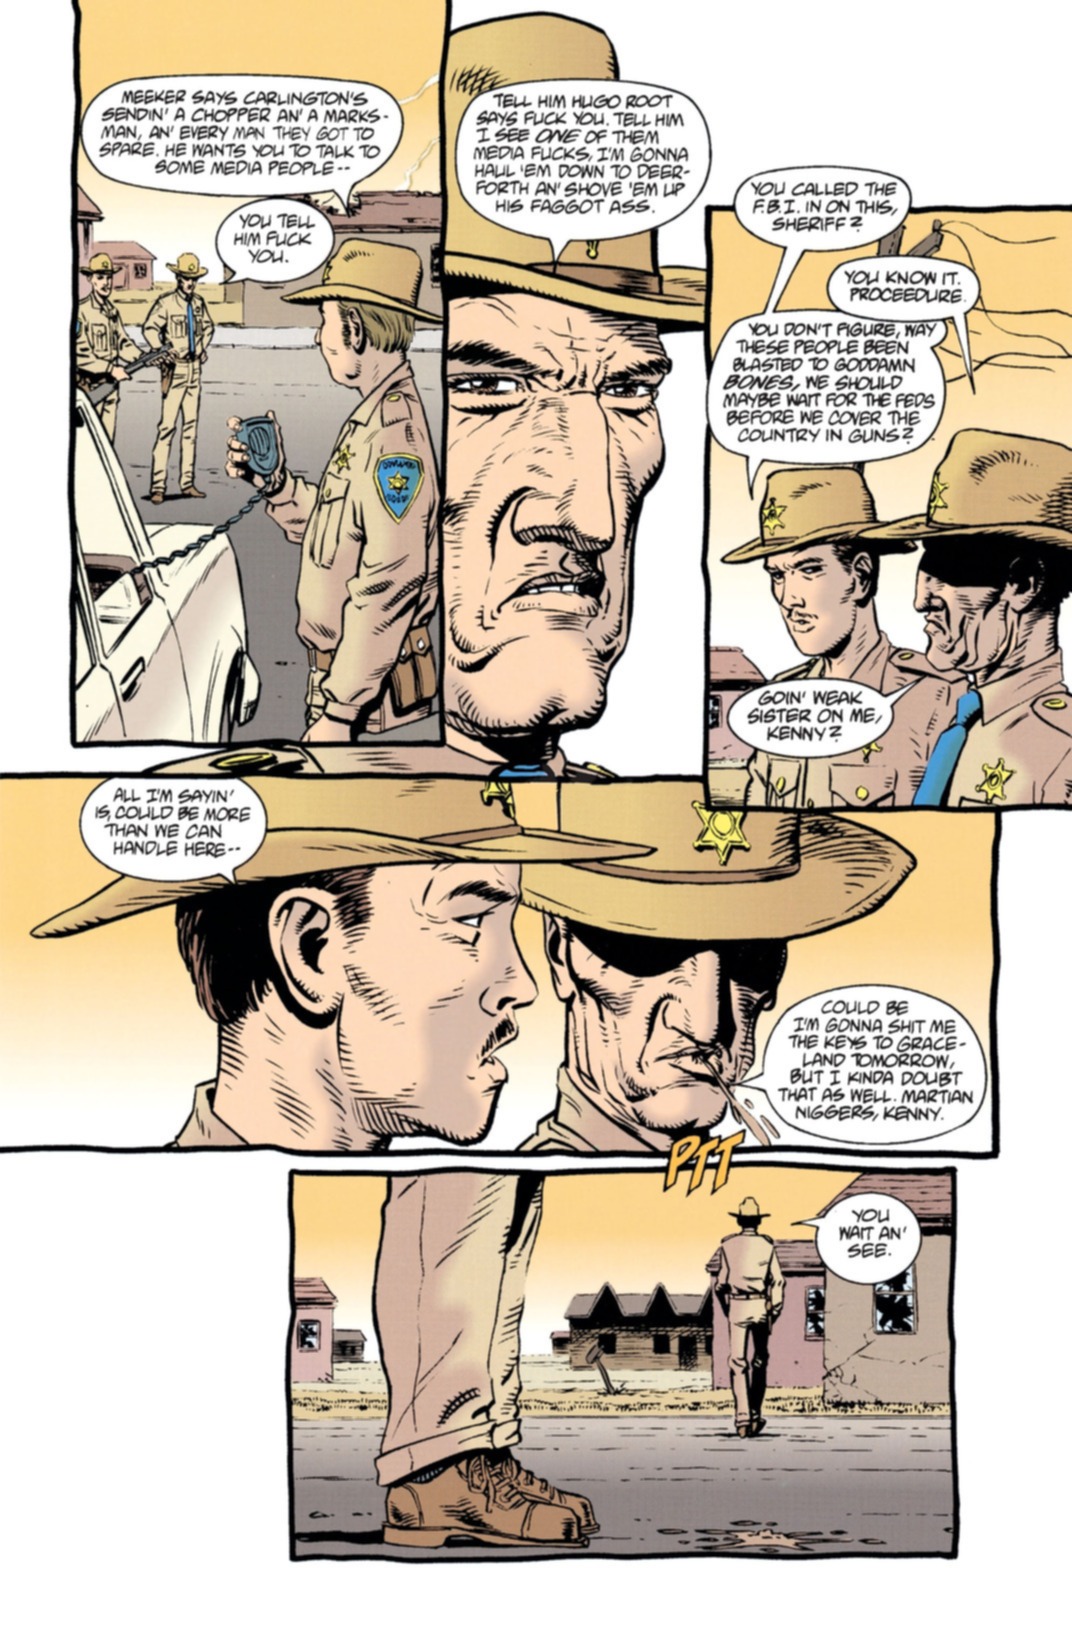 MEEKER SAYS CARLINGTON'S
SENDIN' A CHOPPER AN' A MARKS-
MAN, AN' EVERY MAN THEY GOT TO
SPARE. HE WANTS YOU TO TALK TO
SOME MEDIA PEOPLE--
YOU TELL
HIM FUCK
YOU.
TELL HIM HUGO ROOT
SAYS FUCK YOU. TELL HIM
I SEE ONE OF THEM
MEDIA FUCKS, I'M GONNA
HAUL 'EM DOWN TO DEER-
FORTH AN' SHOVE 'EM UP
HIS FAGGOT ASS.
YOU CALLED THE
F.B.I. IN ON THIS,
SHERIFF?
YOU KNOW IT.
PROCEEDURE.
YOU DON'T FIGURE, WAY
THESE PEOPLE BEEN
BLASTED TO GODDAMN
BONES, WE SHOULD
MAYBE WAIT FOR THE FEDS
BEFORE WE COVER THE
COUNTRY IN GUNS?
GOIN' WEAK
SISTER ON ME,
KENNY?
ALL I'M SAYIN'
IS, COULD BE MORE
THAN WE CAN
HANDLE HERE--
COULD BE
I'M GONNA SHIT ME
THE KEYS TO GRACE-
LAND TOMORROW,
BUT I KINDA DOUBT
THAT AS WELL. MARTIAN
NIGGERS, KENNY.
PTT
YOU
WAIT AN'
SEE.